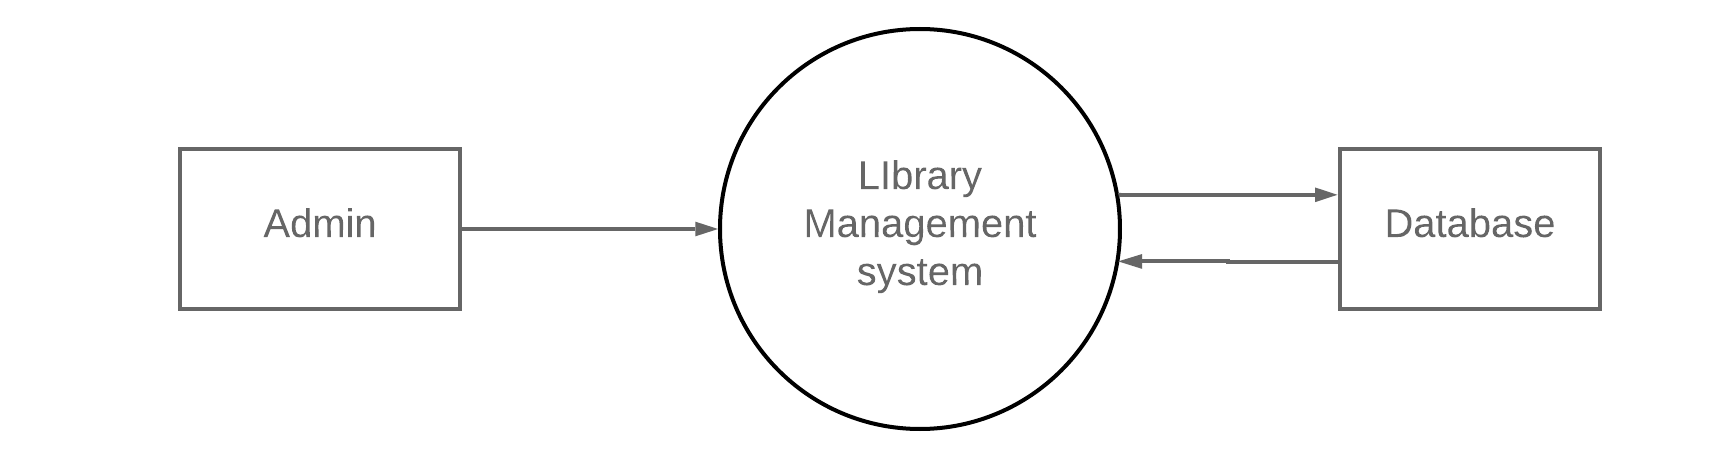 Admin
LIbrary
Management
system
Database